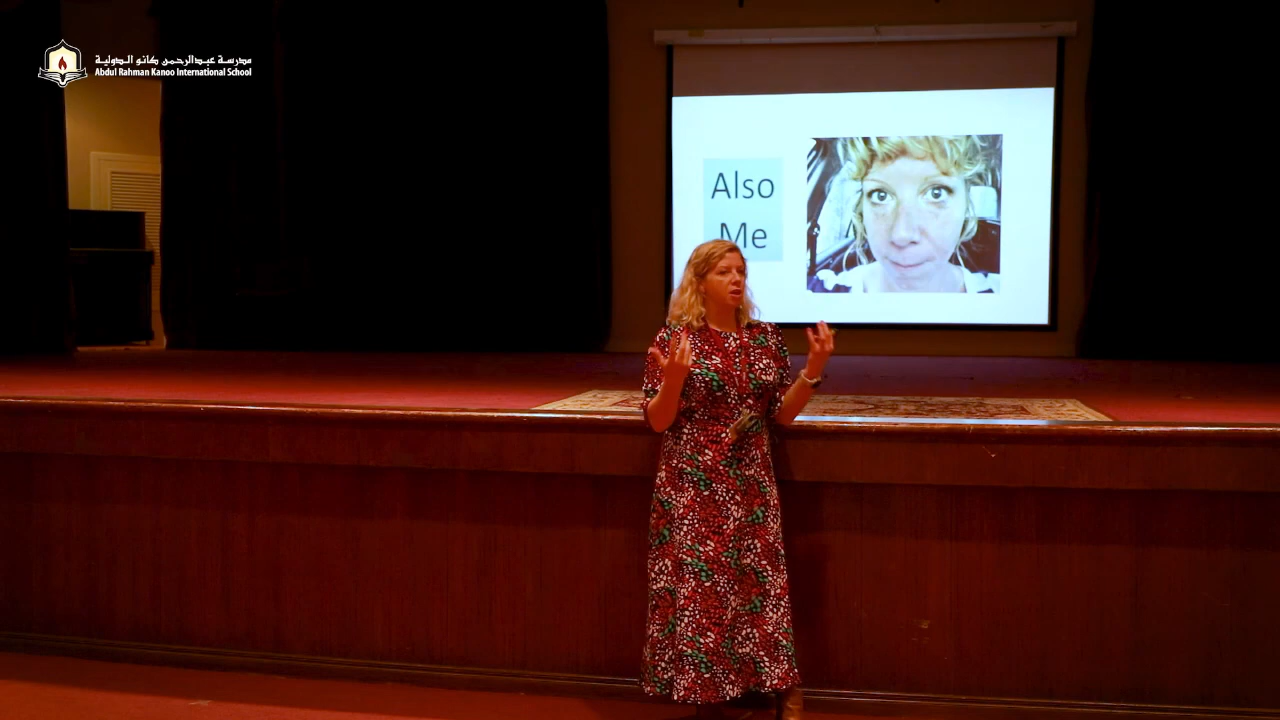 مدرسة عبدالرحمن كانو الدولية
Abdul Rahman Kanoo International School
Also
Me